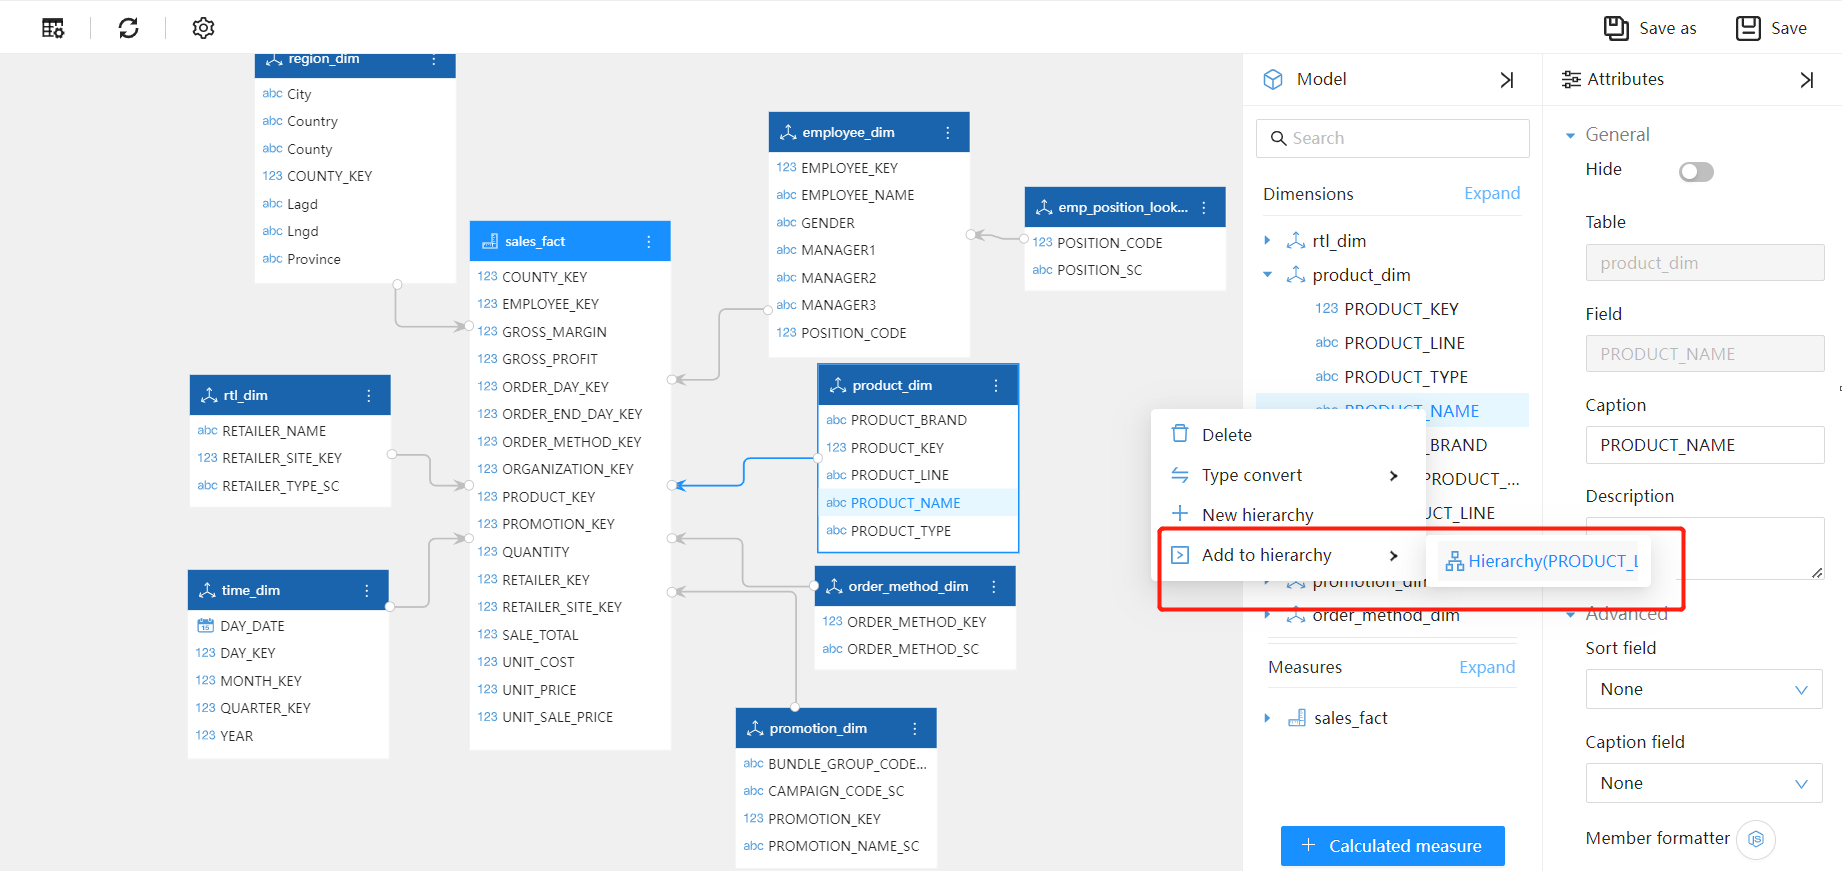 Save as
Save
region_dim
abc City
abc Country
abc County
123 COUNTY_KEY
abc Lagd
abc Lngd
abc Province
sales_fact
123 COUNTY_KEY
123 EMPLOYEE_KEY
123 GROSS_MARGIN
123 GROSS_PROFIT
123 ORDER_DAY_KEY
123 ORDER_END_DAY_KEY
123 ORDER_METHOD_KEY
123 ORGANIZATION_KEY
123 PRODUCT_KEY
123 PROMOTION_KEY
123 QUANTITY
123 RETAILER_KEY
123 RETAILER_SITE_KEY
123 SALE_TOTAL
123 UNIT_COST
123 UNIT_PRICE
123 UNIT_SALE_PRICE
rtl_dim
abc RETAILER_NAME
123 RETAILER_SITE_KEY
abc RETAILER_TYPE_SC
time_dim
15 DAY_DATE
123 DAY_KEY
123 MONTH_KEY
123 QUARTER_KEY
123 YEAR
employee_dim
123 EMPLOYEE_KEY
abc EMPLOYEE_NAME
abc GENDER
abc MANAGER1
abc MANAGER2
abc MANAGER3
123 POSITION_CODE
emp_position_look...
123 POSITION_CODE
abc POSITION_SC
product_dim
abc PRODUCT_BRAND
123 PRODUCT_KEY
abc PRODUCT_LINE
abc PRODUCT_NAME
abc PRODUCT_TYPE
order_method_dim
123 ORDER_METHOD_KEY
abc ORDER_METHOD_SC
promotion_dim
abc BUNDLE_GROUP_CODE...
abc CAMPAIGN_CODE_SC
123 PROMOTION_KEY
abc PROMOTION_NAME_SC
Model
Search
Dimensions
Expand
rtl_dim
product_dim
123 PRODUCT_KEY
abc PRODUCT_LINE
abc PRODUCT_TYPE
_NAME
_BRAND
PRODUCT_...
UCT_LINE
Delete
Type convert
New hierarchy
Add to hierarchy
Hierarchy(PRODUCT_L
promotion_dim
order_method_dim
Measures
Expand
sales_fact
Calculated measure
Attributes
General
Hide
Table
product_dim
Field
PRODUCT_NAME
Caption
PRODUCT_NAME
Description
Advanced
Sort field
None
Caption field
None
Member formatter
JS